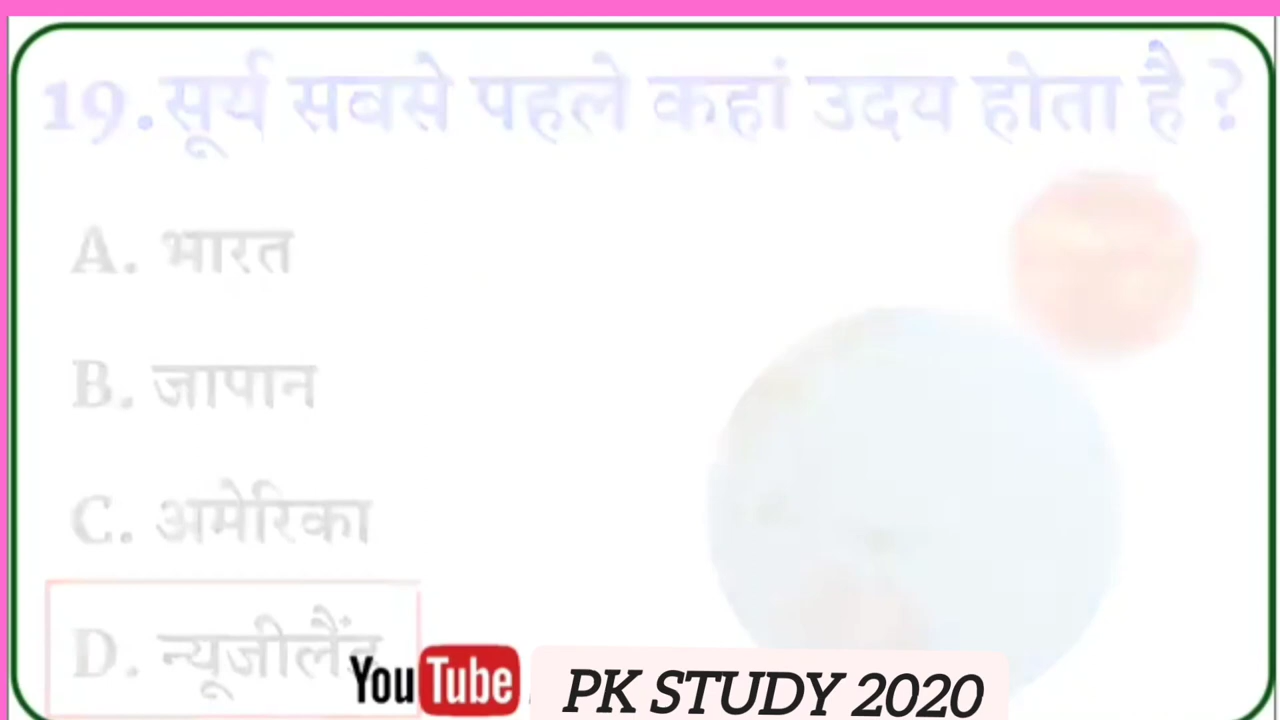 19.सूर्य सबसे पहले कहां उदय होता है ?
A. भारत
B. जापान
C. अमेरिका
D. न्यूजीलैंड
YouTube
PK STUDY 2020